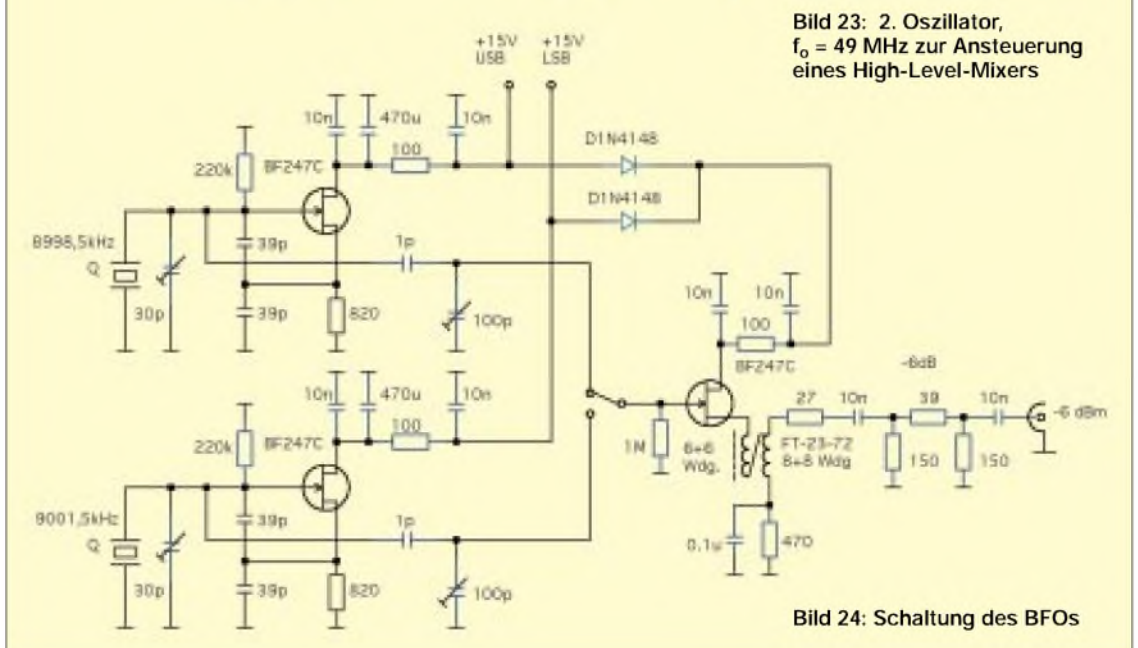 Bild 23: 2. Oszillator,
fo = 49 MHz zur Ansteuerung
eines High-Level-Mixers
+15V +15V
USB LSB
10n 470u 10n
D1N4148
220k BF247C 100
D1N4148
8998,5kHz 39p 1p
Q
30p 39p 820 100p
10n 10n
100
BF247C
-6dB
10n 470u 10n
27 10n 39 10n
-6 dBm
220k BF247C 100
1M 6+6
Wdg.
FT-23-72
8+8 Wdg
150 150
9001,5kHz 39p 1p
Q
0.1u 470
30p 39p 820 100p
Bild 24: Schaltung des BFOs